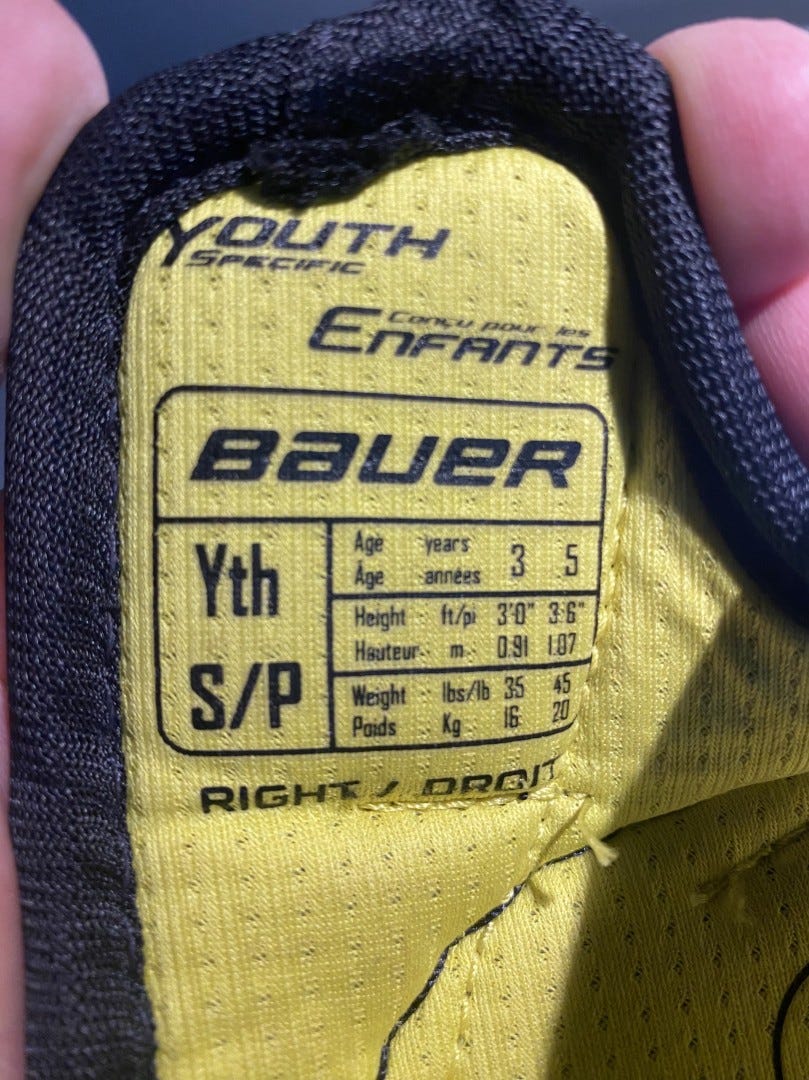 YOUTH
SPECIFIC
Conçu pour les
ENFANTS
BAUER
Yth
S/P
Age years 3 5
Âge années
Height ft/pi 3'0" 3'6"
Hauteur m 0.91 1.07
Weight lbs/lb 35 45
Poids Kg 16 20
RIGHT / DROIT